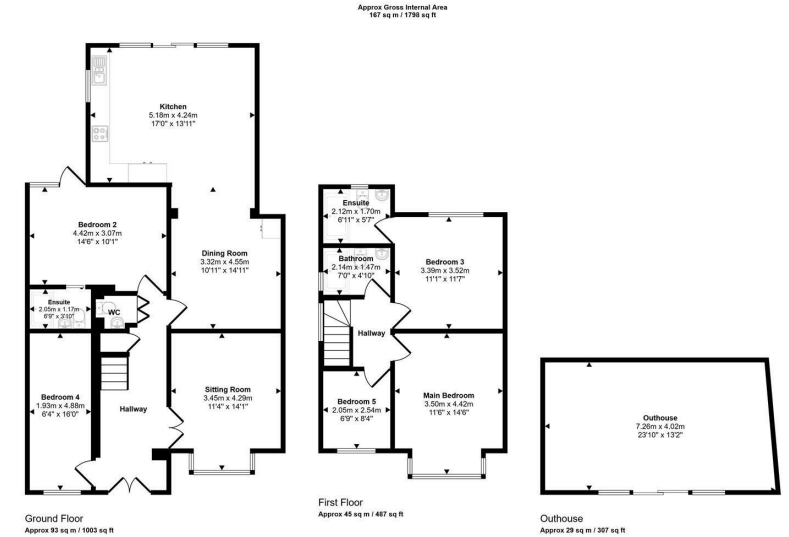 Approx Gross Internal Area
167 sq m / 1798 sq ft
Kitchen
5.18m x 4.24m
17'0" x 13'11"
Bedroom 2
4.42m x 3.07m
14'6" x 10'1"
Dining Room
3.32m x 4.55m
10'11" x 14'11"
Ensuite
2.05m x 1.17m
6'9" x 3'10"
WC
Bedroom 4
1.93m x 4.88m
6'4" x 16'0"
Hallway
Sitting Room
3.45m x 4.29m
11'4" x 14'1"
Ground Floor
Approx 93 sq m / 1003 sq ft
Ensuite
2.12m x 1.70m
6'11" x 5'7"
Bathroom
2.14m x 1.47m
7'0" x 4'10"
Bedroom 3
3.39m x 3.52m
11'1" x 11'7"
Hallway
Bedroom 5
2.05m x 2.54m
6'9" x 8'4"
Main Bedroom
3.50m x 4.42m
11'6" x 14'6"
First Floor
Approx 45 sq m / 487 sq ft
Outhouse
7.26m x 4.02m
23'10" x 13'2"
Outhouse
Approx 29 sq m / 307 sq ft